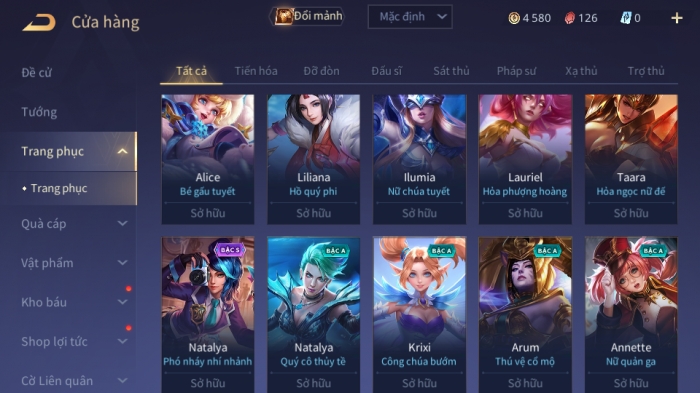 Cửa hàng
Đổi mảnh
Mặc định
4 580
126
0
Đề cử
Tướng
Trang phục
Trang phục
Quà cáp
Vật phẩm
Kho báu
Shop lợi tức
Cờ Liên quân
Tất cả Tiến hóa Đỡ đòn Đấu sĩ Sát thủ Pháp sư Xạ thủ Trợ thủ
Alice Liliana Ilumia Lauriel Taara
Bé gấu tuyết Hồ quý phi Nữ chúa tuyết Hỏa phượng hoàng Hỏa ngọc nữ đế
Sở hữu Sở hữu Sở hữu Sở hữu Sở hữu
BẬC S BẬC A BẬC A BẬC A BẬC A
Natalya Natalya Krixi Arum Annette
Phó nháy nhí nhảnh Quỷ cô thủy tề Công chúa bướm Thú vệ cổ mộ Nữ quản ga
Sở hữu Sở hữu Sở hữu Sở hữu Sở hữu